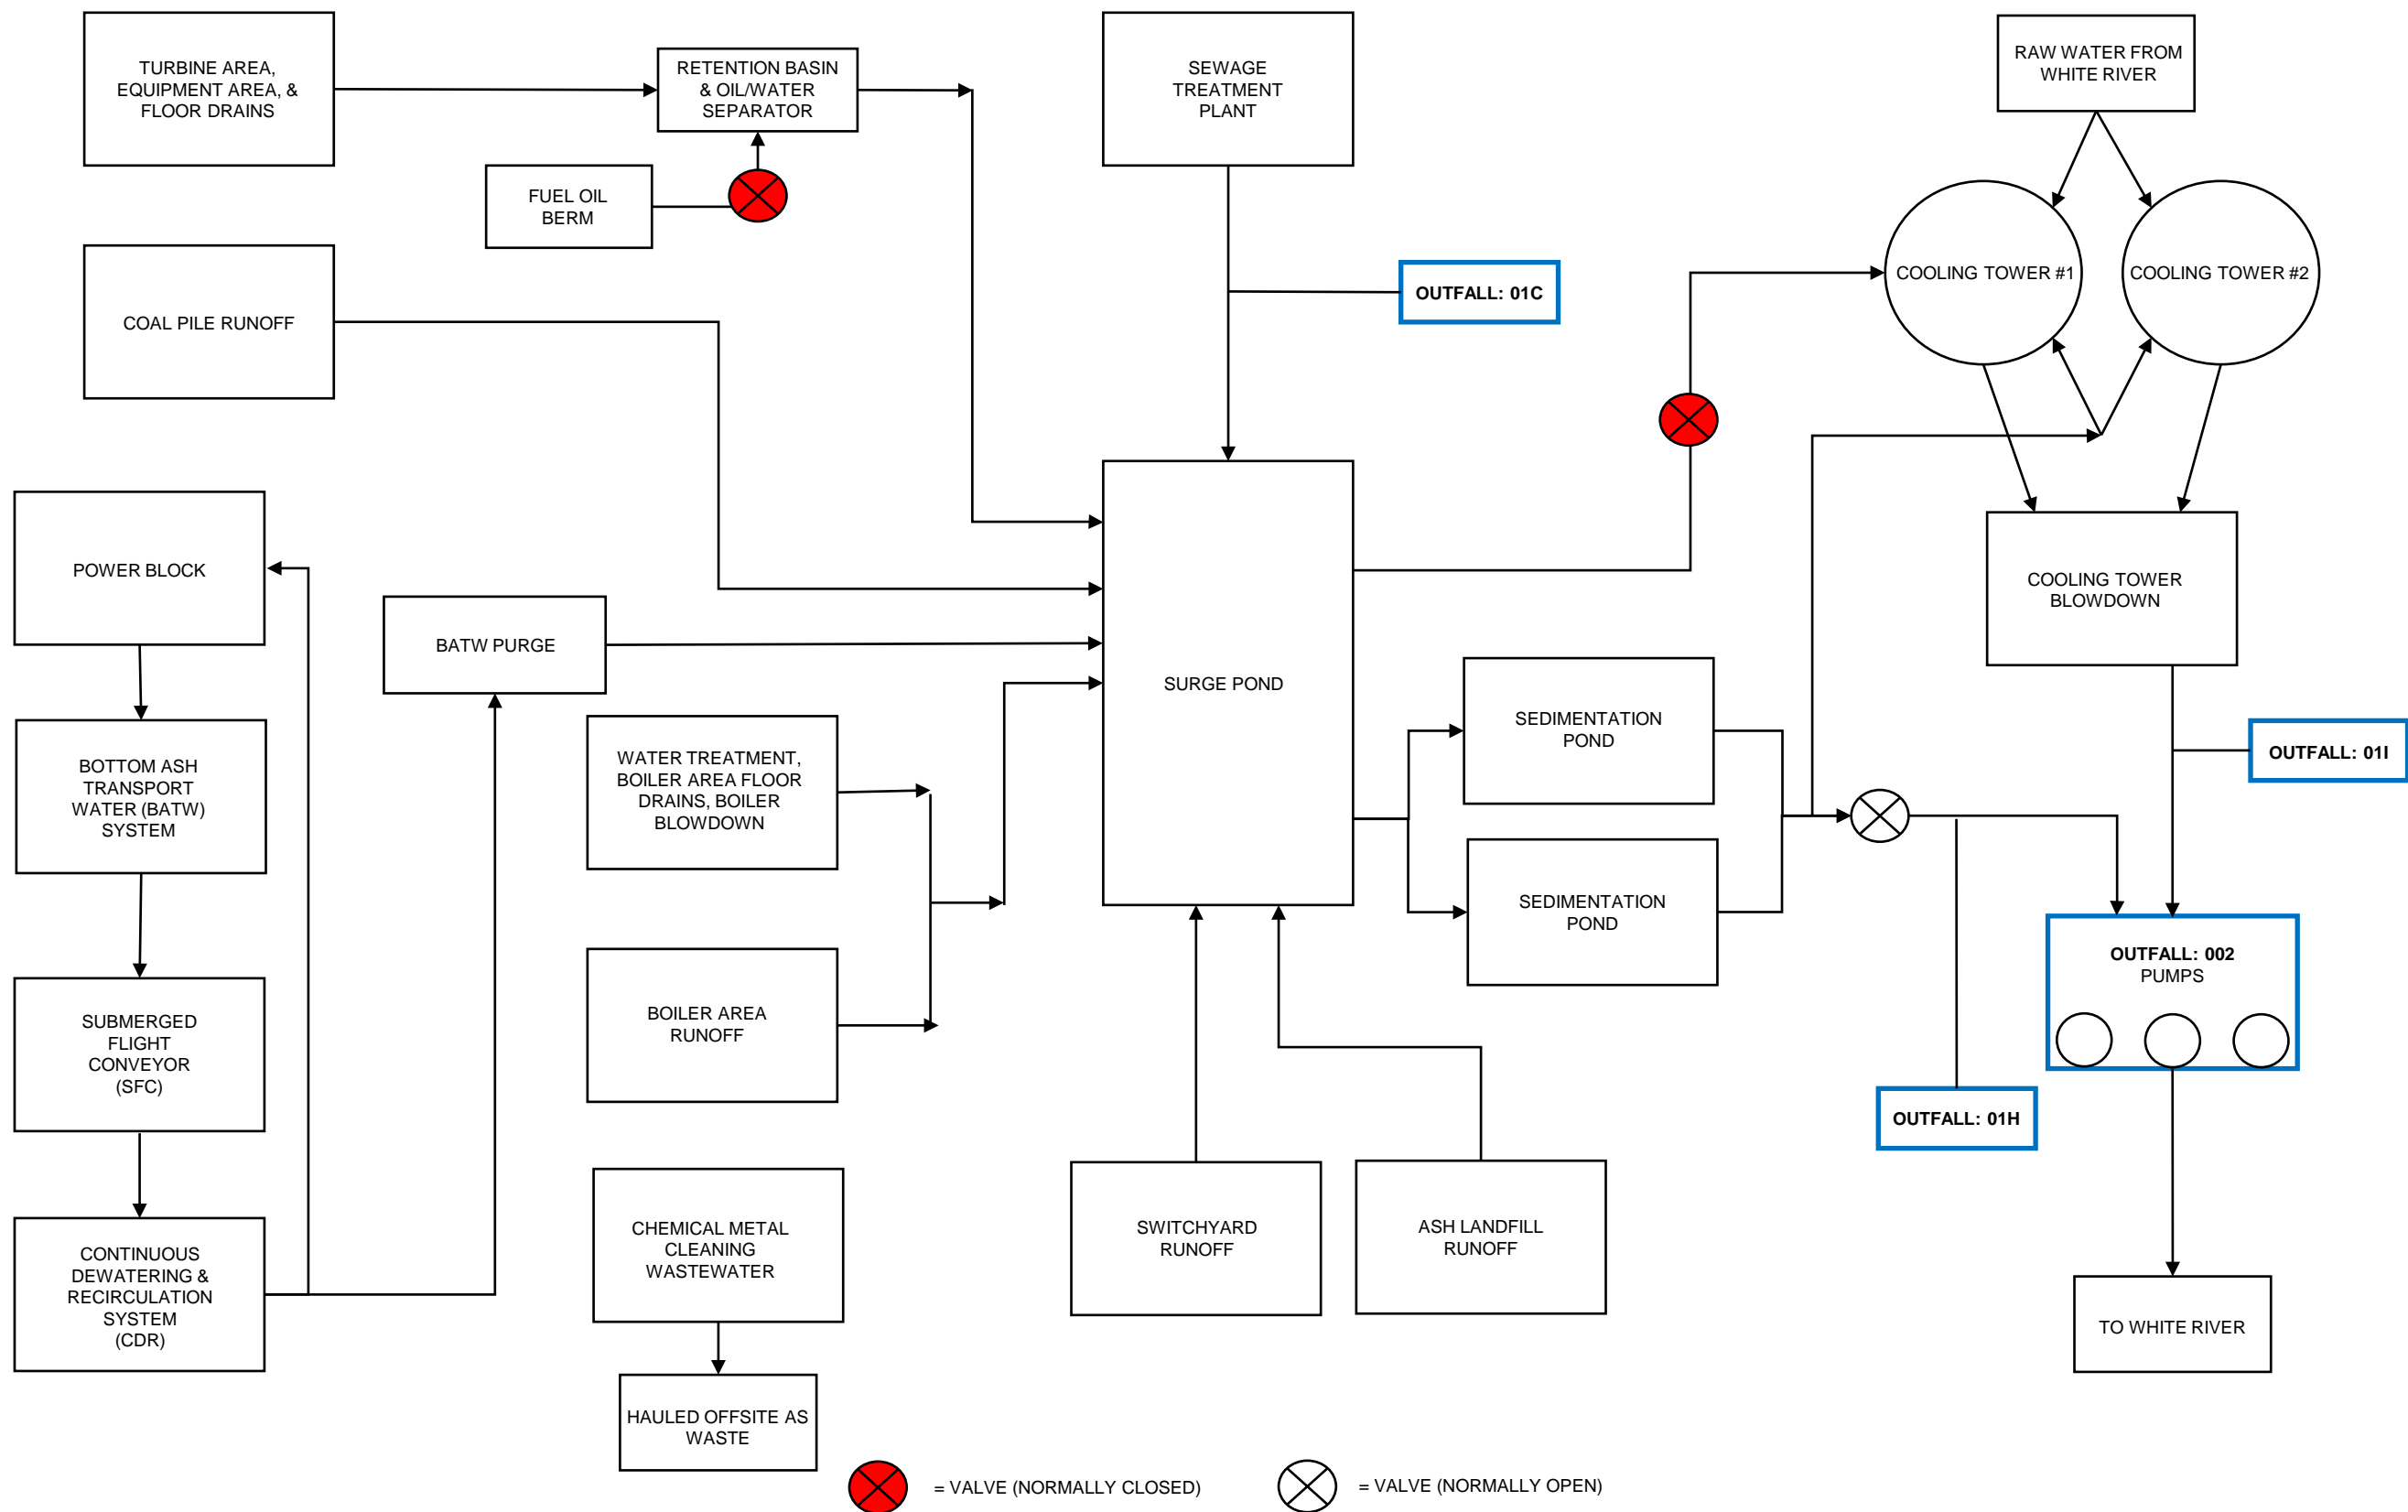 TURBINE AREA,
EQUIPMENT AREA, &
FLOOR DRAINS
RETENTION BASIN
& OIL/WATER
SEPARATOR
SEWAGE
TREATMENT
PLANT
RAW WATER FROM
WHITE RIVER
FUEL OIL
BERM
COAL PILE RUNOFF
OUTFALL: 01C
COOLING TOWER #1
COOLING TOWER #2
POWER BLOCK
BATW PURGE
SURGE POND
COOLING TOWER
BLOWDOWN
BOTTOM ASH
TRANSPORT
WATER (BATW)
SYSTEM
WATER TREATMENT,
BOILER AREA FLOOR
DRAINS, BOILER
BLOWDOWN
SEDIMENTATION
POND
OUTFALL: 01I
SEDIMENTATION
POND
OUTFALL: 002
PUMPS
SUBMERGED
FLIGHT
CONVEYOR
(SFC)
BOILER AREA
RUNOFF
OUTFALL: 01H
CONTINUOUS
DEWATERING &
RECIRCULATION
SYSTEM
(CDR)
CHEMICAL METAL
CLEANING
WASTEWATER
SWITCHYARD
RUNOFF
ASH LANDFILL
RUNOFF
TO WHITE RIVER
HAULED OFFSITE AS
WASTE
= VALVE (NORMALLY CLOSED)
= VALVE (NORMALLY OPEN)